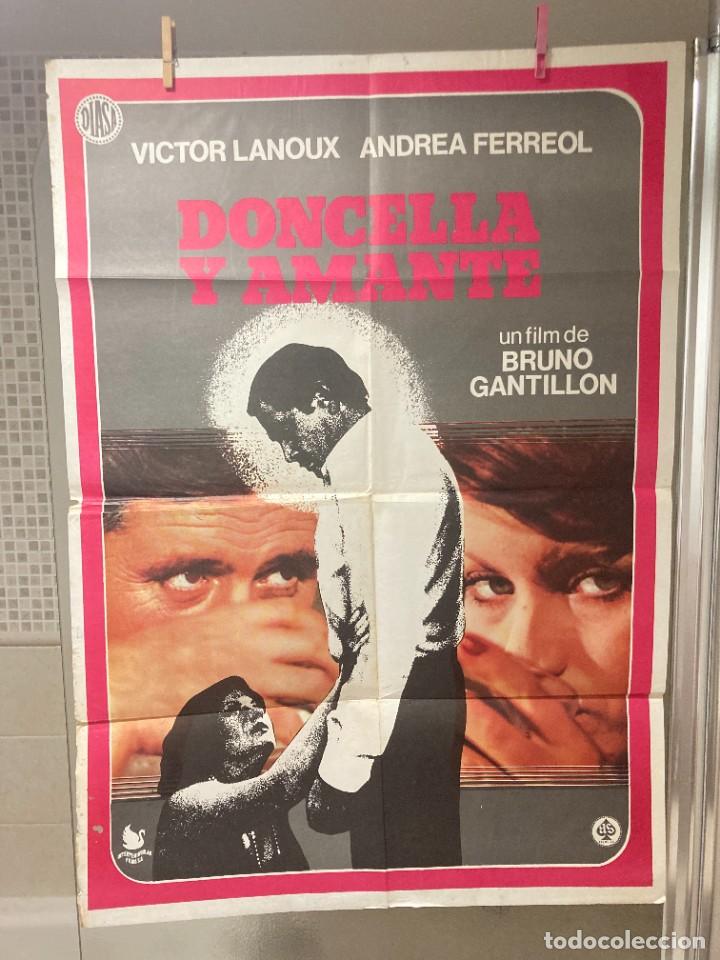 DIASA
VICTOR LANOUX ANDREA FERREOL
DONCELLA
Y AMANTE
un film de
BRUNO
GANTILLON
todocoleccion